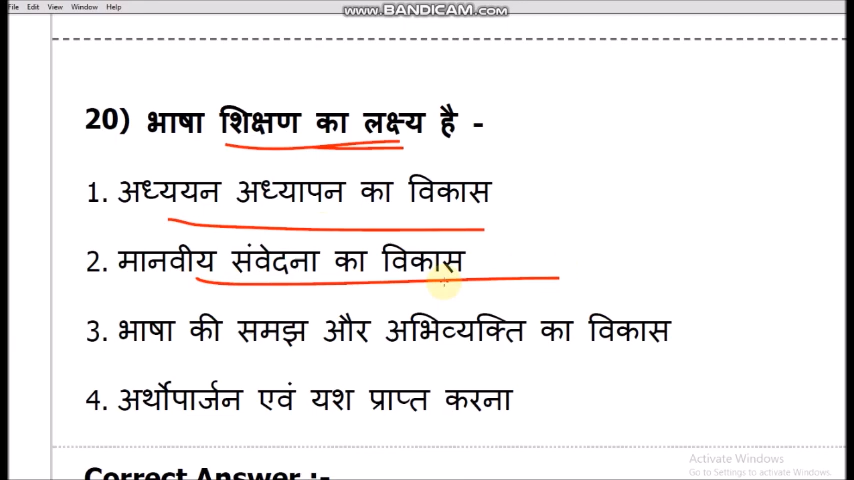 File Edit View Window Help
www.BANDICAM.com
20) भाषा शिक्षण का लक्ष्य है -
1. अध्ययन अध्यापन का विकास
2. मानवीय संवेदना का विकास
3. भाषा की समझ और अभिव्यक्ति का विकास
4. अर्थोपार्जन एवं यश प्राप्त करना
Activate Windows
Go to Settings to activate Windows.
Correct Answer :-